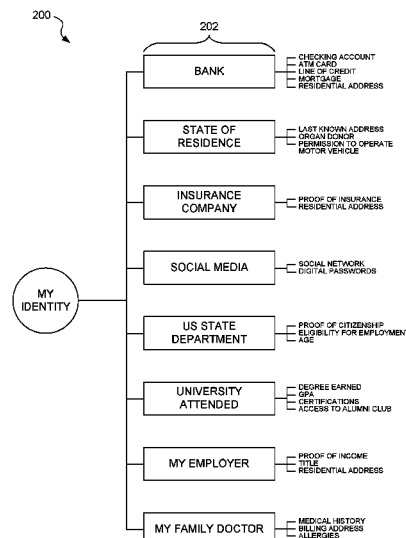 200
202
BANK
CHECKING ACCOUNT
ATM CARD
LINE OF CREDIT
MORTGAGE
RESIDENTIAL ADDRESS
STATE OF
RESIDENCE
LAST KNOWN ADDRESS
ORGAN DONOR
PERMISSION TO OPERATE
MOTOR VEHICLE
INSURANCE
COMPANY
PROOF OF INSURANCE
RESIDENTIAL ADDRESS
SOCIAL MEDIA
SOCIAL NETWORK
DIGITAL PASSWORDS
MY
IDENTITY
US STATE
DEPARTMENT
PROOF OF CITIZENSHIP
ELIGIBILITY FOR EMPLOYMEN
AGE
UNIVERSITY
ATTENDED
DEGREE EARNED
GPA
CERTIFICATIONS
ACCESS TO ALUMNI CLUB
MY EMPLOYER
PROOF OF INCOME
TITLE
RESIDENTIAL ADDRESS
MY FAMILY DOCTOR
MEDICAL HISTORY
BILLING ADDRESS
ALLERGIES